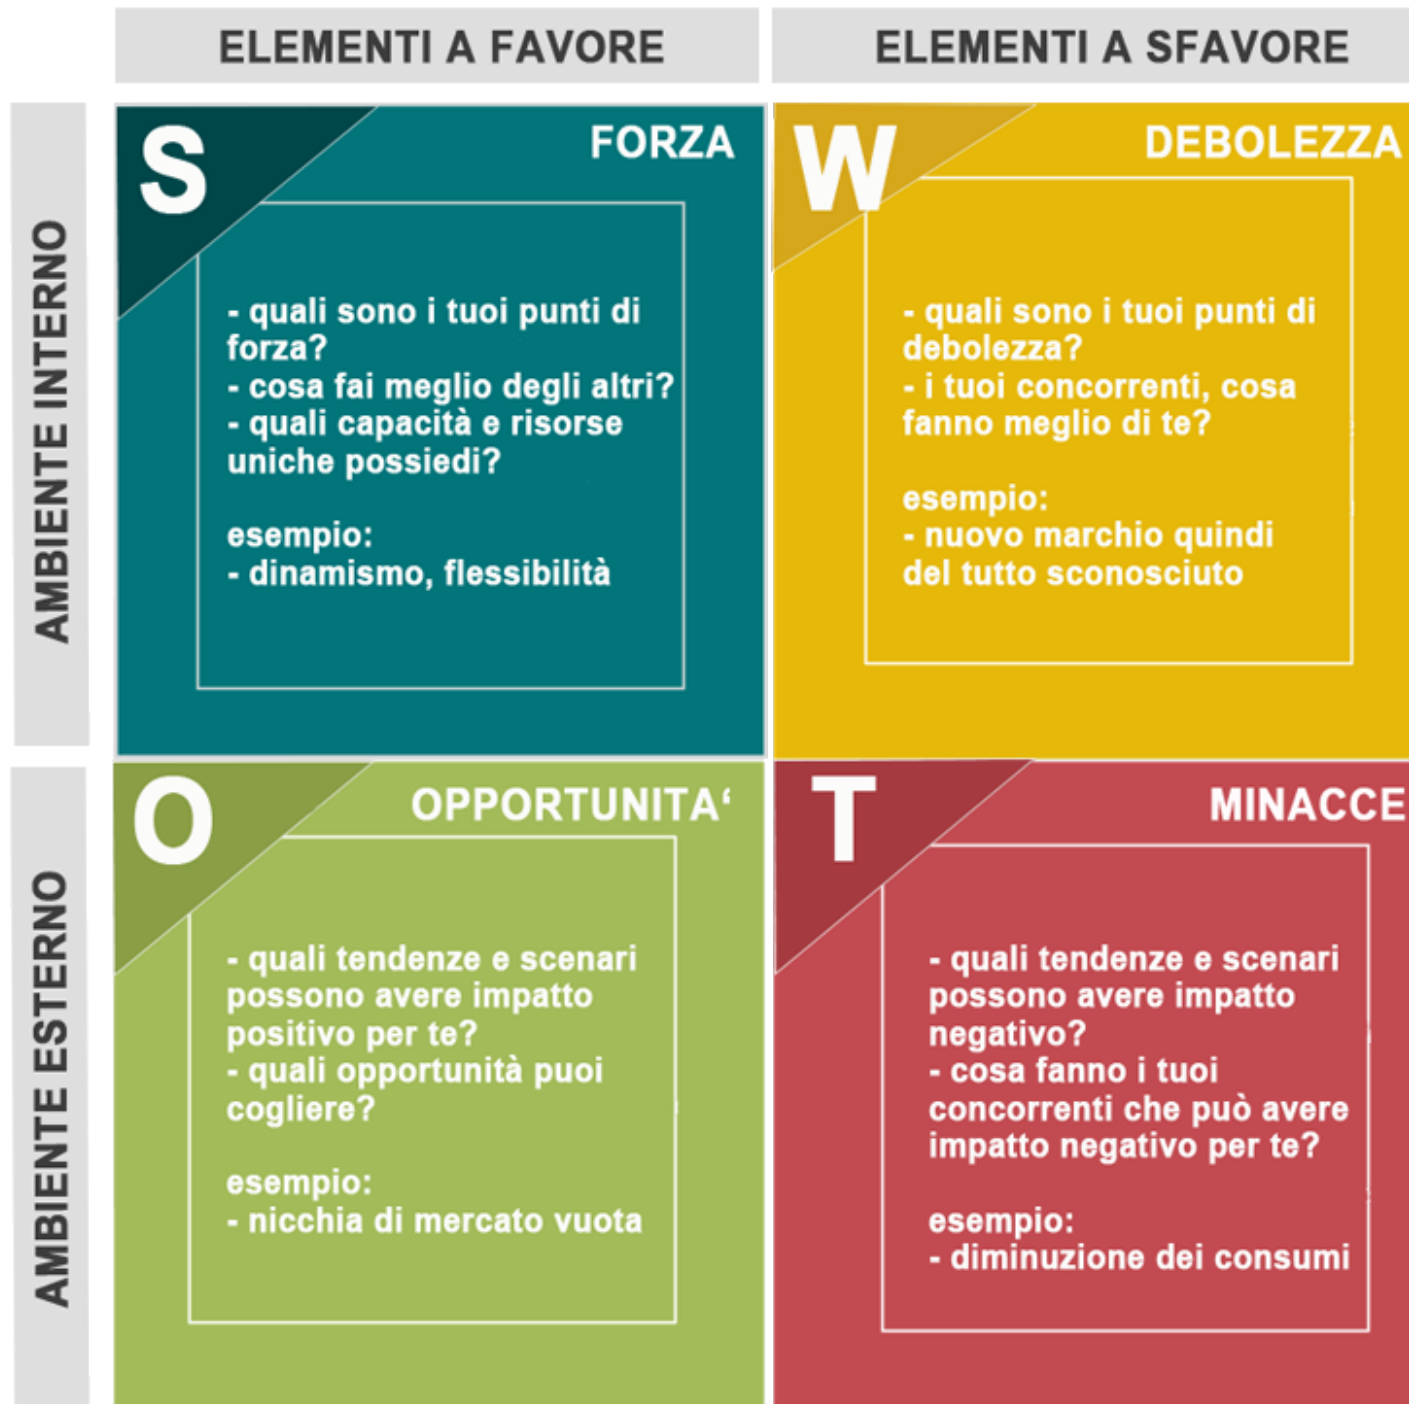 ELEMENTI A FAVORE
ELEMENTI A SFAVORE
AMBIENTE INTERNO
S
FORZA
- quali sono i tuoi punti di
forza?
- cosa fai meglio degli altri?
- quali capacità e risorse
uniche possiedi?
esempio:
- dinamismo, flessibilità
W
DEBOLEZZA
- quali sono i tuoi punti di
debolezza?
- i tuoi concorrenti, cosa
fanno meglio di te?
esempio:
- nuovo marchio quindi
del tutto sconosciuto
AMBIENTE ESTERNO
O
OPPORTUNITA‘
- quali tendenze e scenari
possono avere impatto
positivo per te?
- quali opportunità puoi
cogliere?
esempio:
- nicchia di mercato vuota
T
MINACCE
- quali tendenze e scenari
possono avere impatto
negativo?
- cosa fanno i tuoi
concorrenti che può avere
impatto negativo per te?
esempio:
- diminuzione dei consumi